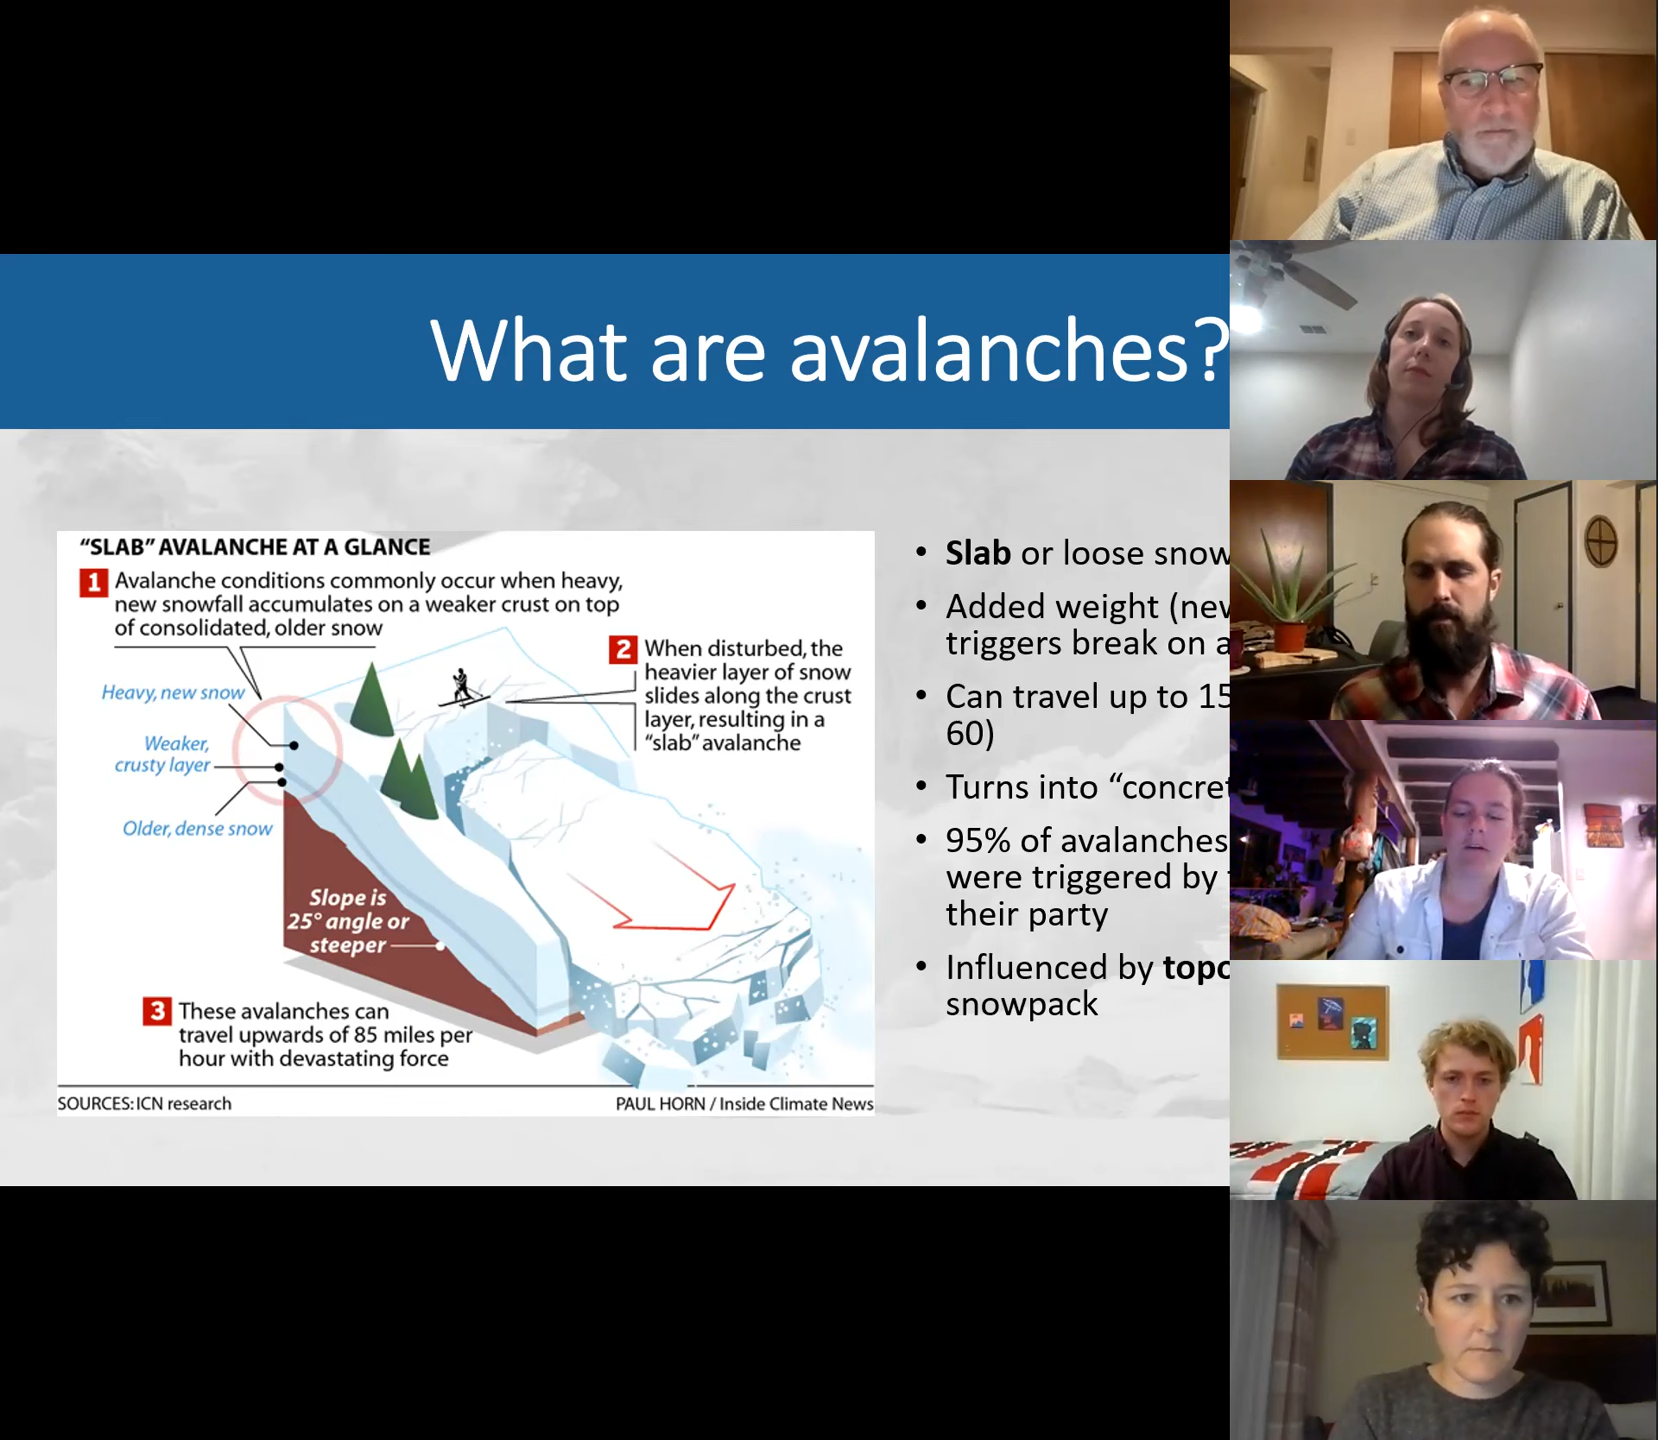 What are avalanches?
“SLAB” AVALANCHE AT A GLANCE
1 Avalanche conditions commonly occur when heavy,
new snowfall accumulates on a weaker crust on top
of consolidated, older snow
2 When disturbed, the
heavier layer of snow
slides along the crust
layer, resulting in a
“slab” avalanche
Heavy, new snow
Weaker,
crusty layer
Older, dense snow
Slope is
25° angle or
steeper
3 These avalanches can
travel upwards of 85 miles per
hour with devastating force
SOURCES: ICN research
PAUL HORN / Inside Climate News
• Slab or loose snow
• Added weight
triggers break on
• Can travel up to 15
60)
• Turns into
• 95% of avalanches
were triggered by
their party
• Influenced by
snowpack